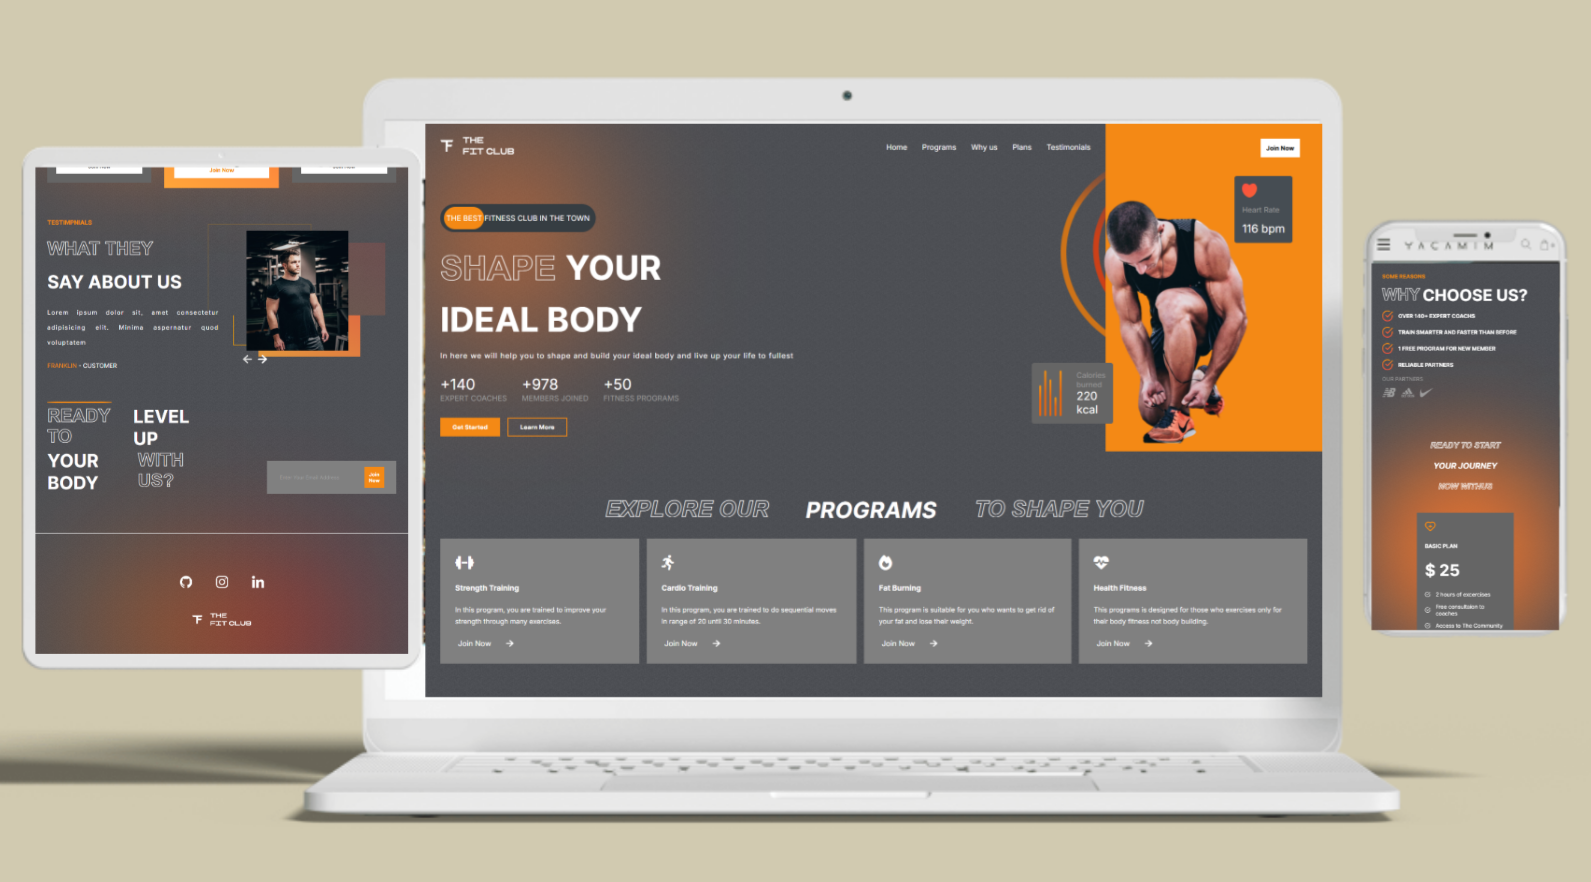 Join Now
TESTIMPNIALS
WHAT THEY
SAY ABOUT US
Lorem ipsum dolor sit, amet consectetur
adipisicing elit. Minima aspernatur quod
voluptatem
FRANKLIN - CUSTOMER
READY
TO
YOUR
BODY
LEVEL
UP
WITH
US?
Join
Now
THE
FIT CLUB
THE
FIT CLUB
Home Programs Why us Plans Testimonials
Join Now
THE BEST FITNESS CLUB IN THE TOWN
SHAPE YOUR
IDEAL BODY
In here we will help you to shape and build your ideal body and live up your life to fullest
+140 +978 +50
EXPERT COACHES MEMBERS JOINED FITNESS PROGRAMS
Get Started Learn More
Heart Rate
116 bpm
Calories
burned
220
kcal
EXPLORE OUR PROGRAMS TO SHAPE YOU
Strength Training
In this program, you are trained to improve your
strength through many exercises.
Join Now
Cardio Training
In this program, you are trained to do sequential moves
in range of 20 until 30 minutes.
Join Now
Fat Burning
This program is suitable for you who wants to get rid of
your fat and lose their weight.
Join Now
Health Fitness
This programs is designed for those who exercises only for
their body fitness not body building.
Join Now
YACAMIM
SOME REASONS
WHY CHOOSE US?
OVER 140+ EXPERT COACHS
TRAIN SMARTER AND FASTER THAN BEFORE
1 FREE PROGRAM FOR NEW MEMBER
RELIABLE PARTNERS
OUR PARTNERS
READY TO START
YOUR JOURNEY
NOW WITHUS
BASIC PLAN
$ 25
2 hours of excercises
Free consultaion to
coaches
Access to The Community